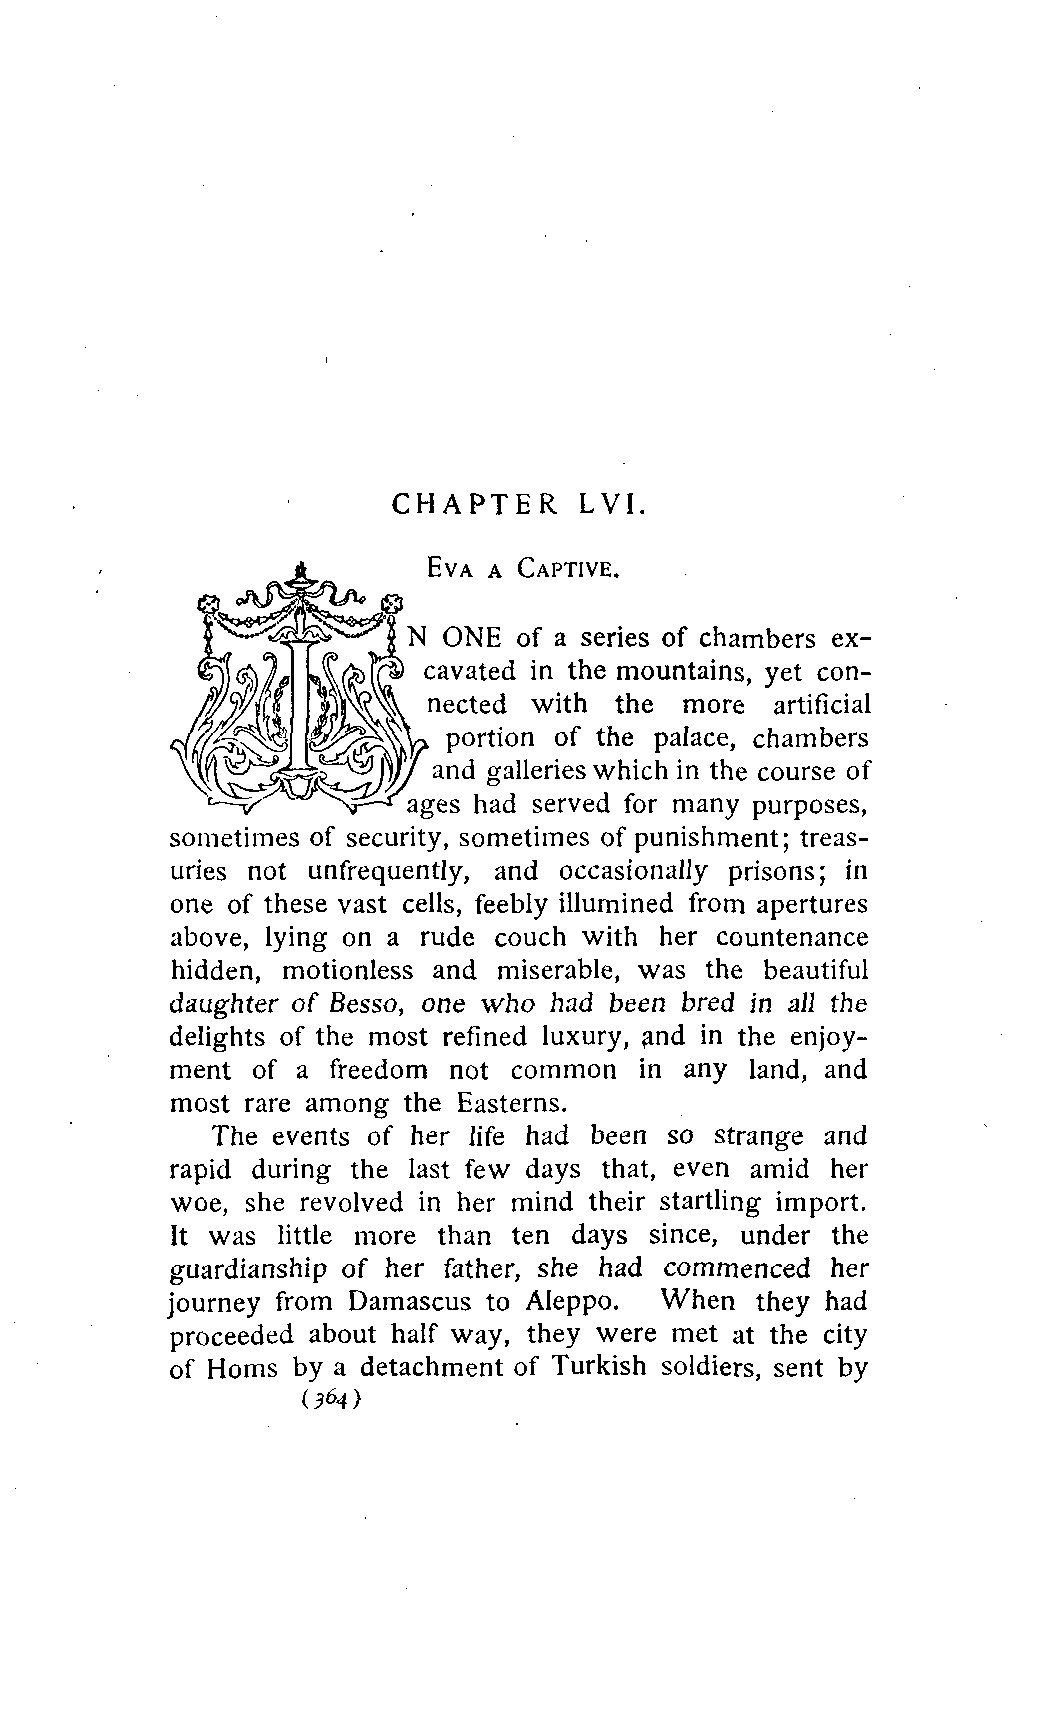 CHAPTER LVI.
EVA A CAPTIVE.
IN ONE of a series of chambers ex-
cavated in the mountains, yet con-
nected with the more artificial
portion of the palace, chambers
and galleries which in the course of
ages had served for many purposes,
sometimes of security, sometimes of punishment; treas-
uries not unfrequently, and occasionally prisons; in
one of these vast cells, feebly illumined from apertures
above, lying on a rude couch with her countenance
hidden, motionless and miserable, was the beautiful
daughter of Besso, one who had been bred in all the
delights of the most refined luxury, and in the enjoy-
ment of a freedom not common in any land, and
most rare among the Easterns.
The events of her life had been so strange and
rapid during the last few days that, even amid her
woe, she revolved in her mind their startling import.
It was little more than ten days since, under the
guardianship of her father, she had commenced her
journey from Damascus to Aleppo. When they had
proceeded about half way, they were met at the city
of Homs by a detachment of Turkish soldiers, sent by
(364)